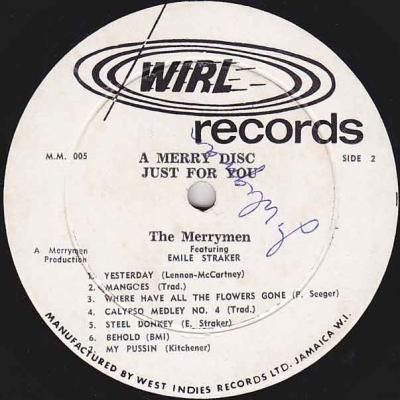 WIRL
records
M.M. 005
A MERRY DISC
JUST FOR YOU
SIDE 2
The Merrymen
Featuring
EMILE STRAKER
A Merrymen
Production
1. YESTERDAY (Lennon-McCartney)
2. MANGOES (Trad.)
3. WHERE HAVE ALL THE FLOWERS GONE (P. Seeger)
4. CALYPSO MEDLEY NO. 4 (Trad.)
5. STEEL DONKEY (E. Straker)
6. BEHOLD (BMI)
7. MY PUSSIN (Kitchener)
MANUFACTURED BY WEST INDIES RECORDS LTD. JAMAICA W.I.